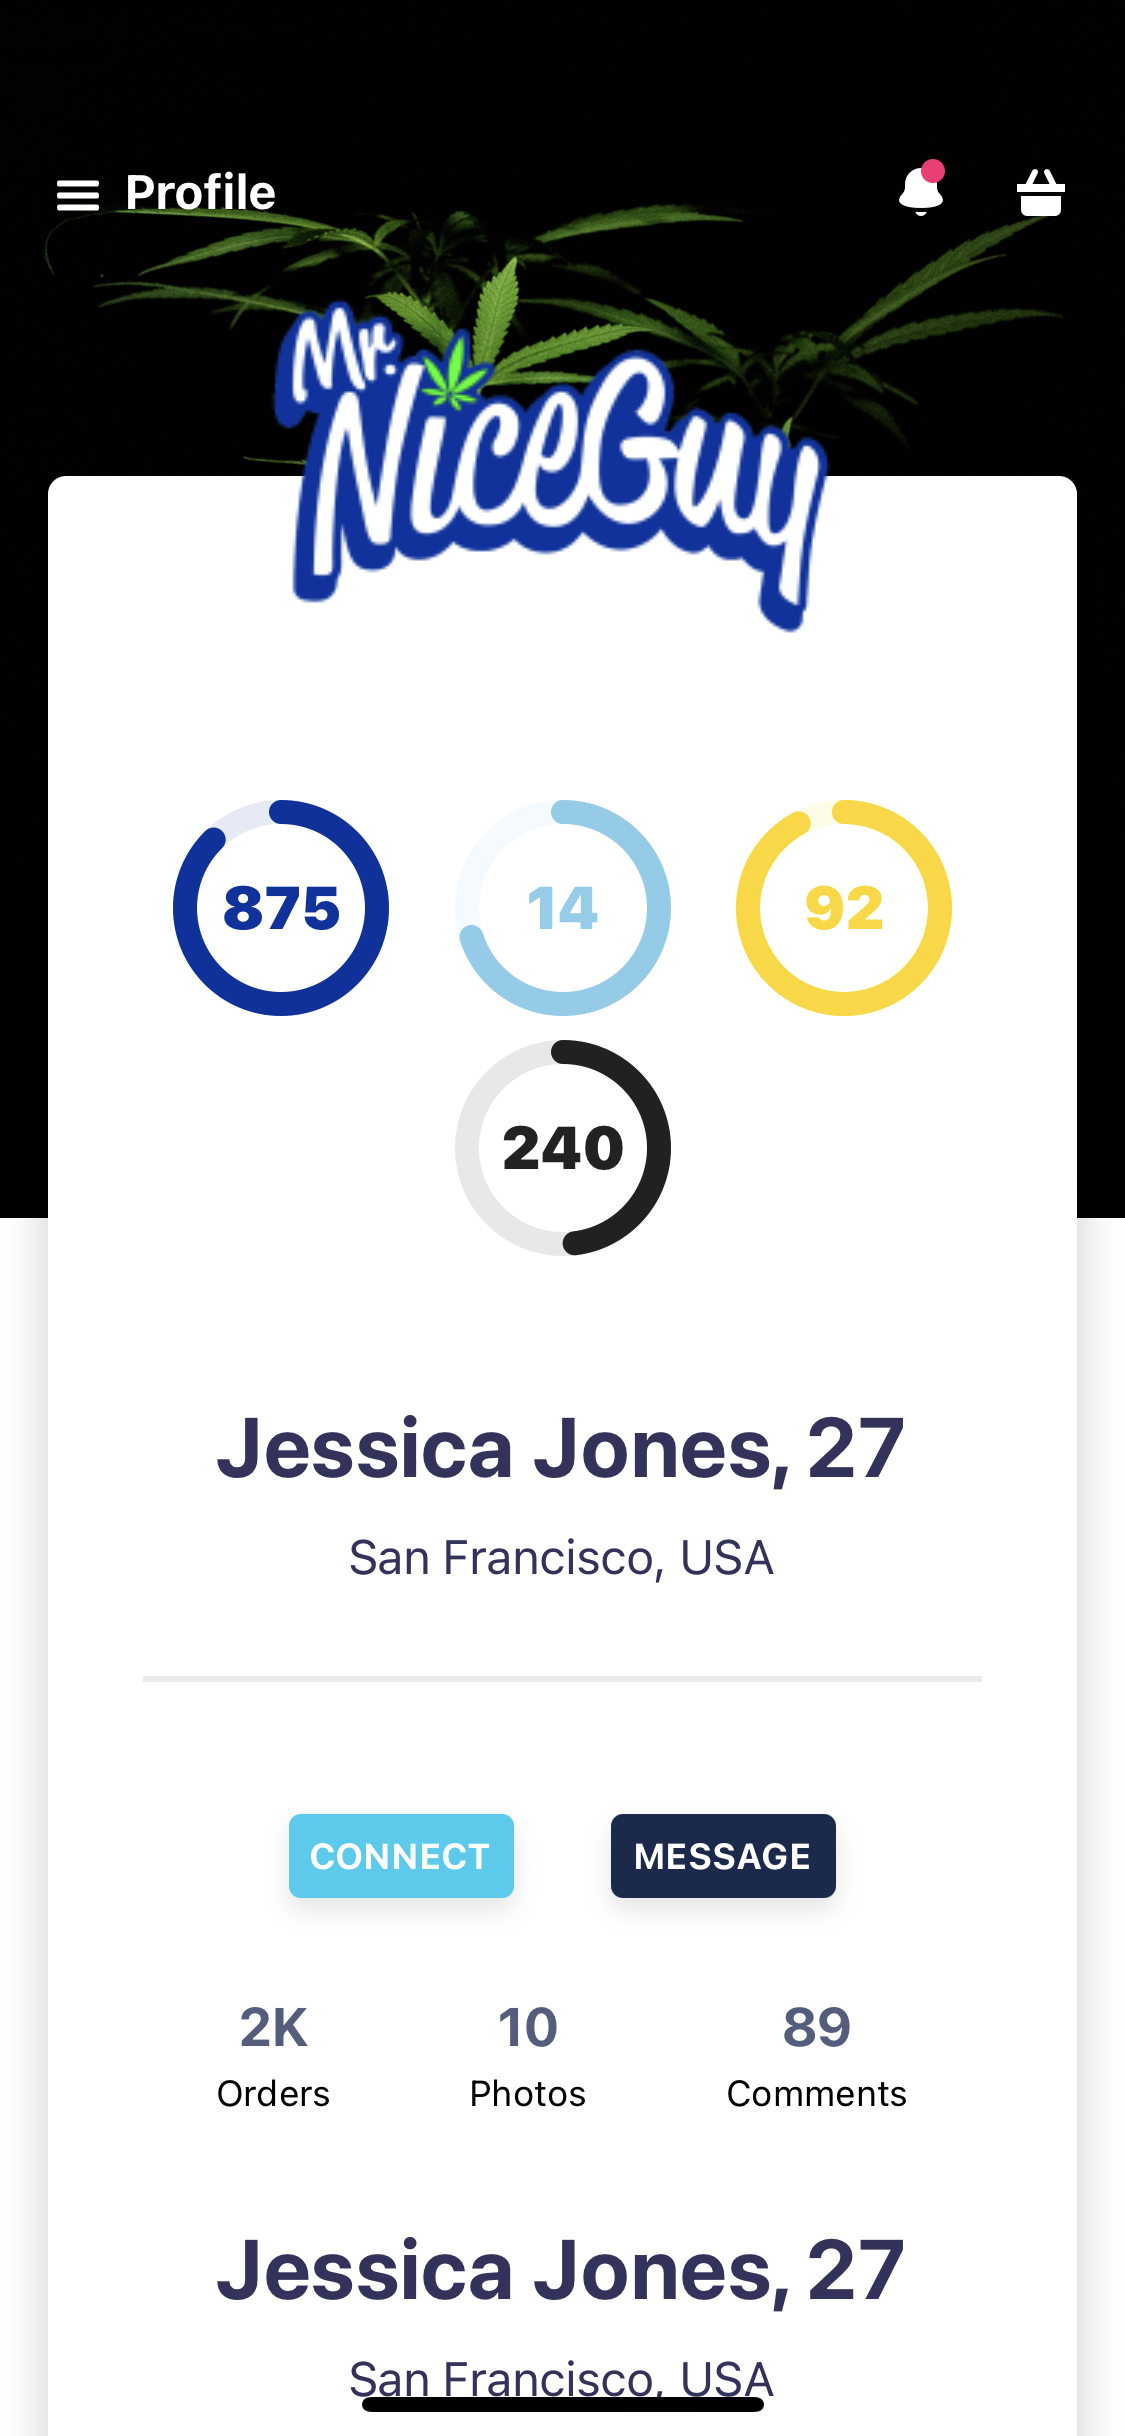 Profile
Mr.
NiceGuy
875
14
92
240
Jessica Jones, 27
San Francisco, USA
CONNECT
MESSAGE
2K
10
89
Orders
Photos
Comments
Jessica Jones, 27
San Francisco, USA